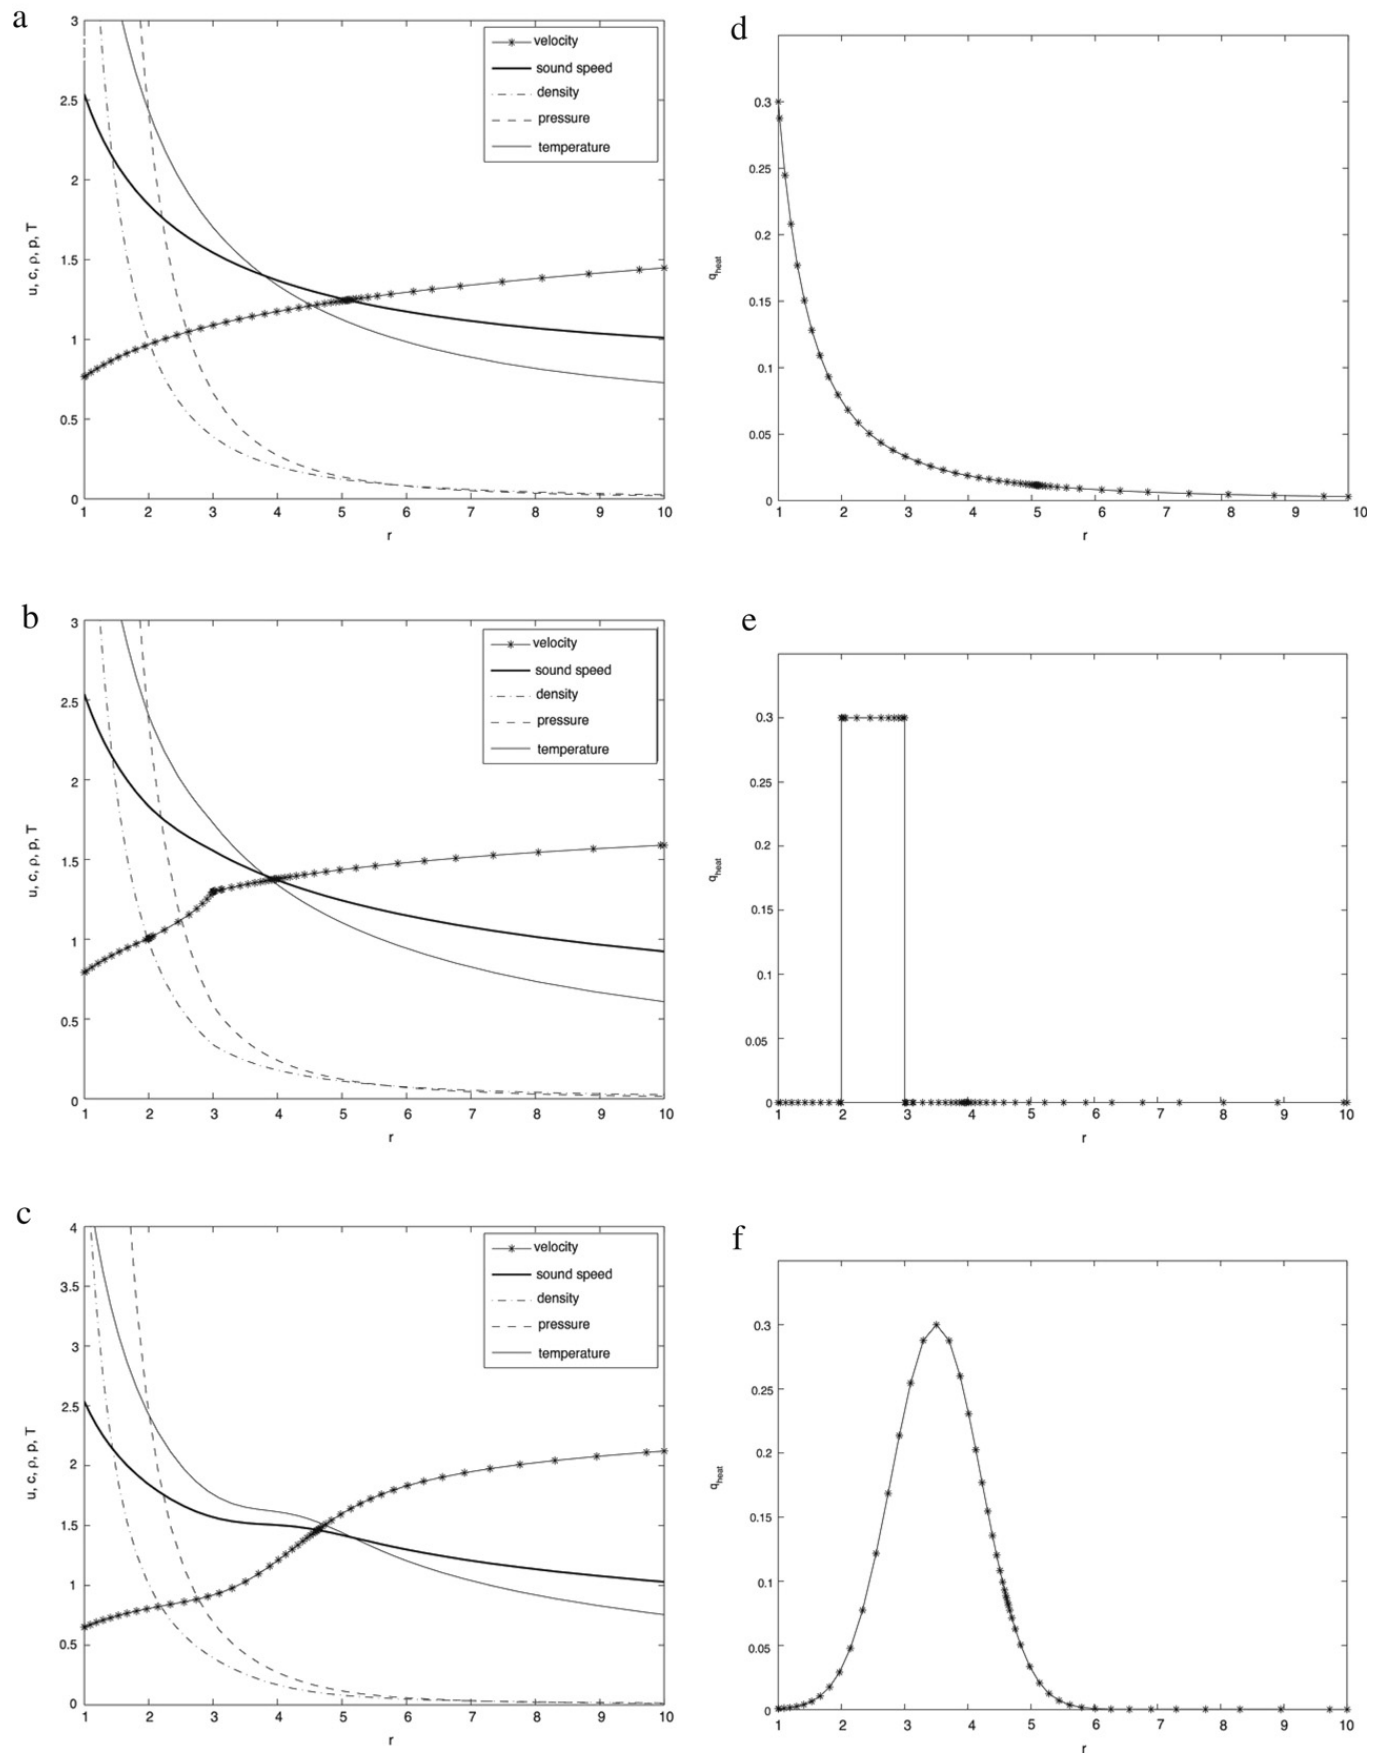 a
3
2.5
2
1.5
1
0.5
0
u, c, ρ, p, T
velocity
sound speed
density
pressure
temperature
1 2 3 4 5 6 7 8 9 10
r
d
0.3
0.25
0.2
0.15
0.1
0.05
0
q_heat
1 2 3 4 5 6 7 8 9 10
r
b
3
2.5
2
1.5
1
0.5
0
u, c, ρ, p, T
velocity
sound speed
density
pressure
temperature
1 2 3 4 5 6 7 8 9 10
r
e
0.3
0.25
0.2
0.15
0.1
0.05
0
q_heat
1 2 3 4 5 6 7 8 9 10
r
c
4
3.5
3
2.5
2
1.5
1
0.5
0
u, c, ρ, p, T
velocity
sound speed
density
pressure
temperature
1 2 3 4 5 6 7 8 9 10
r
f
0.3
0.25
0.2
0.15
0.1
0.05
0
q_heat
1 2 3 4 5 6 7 8 9 10
r